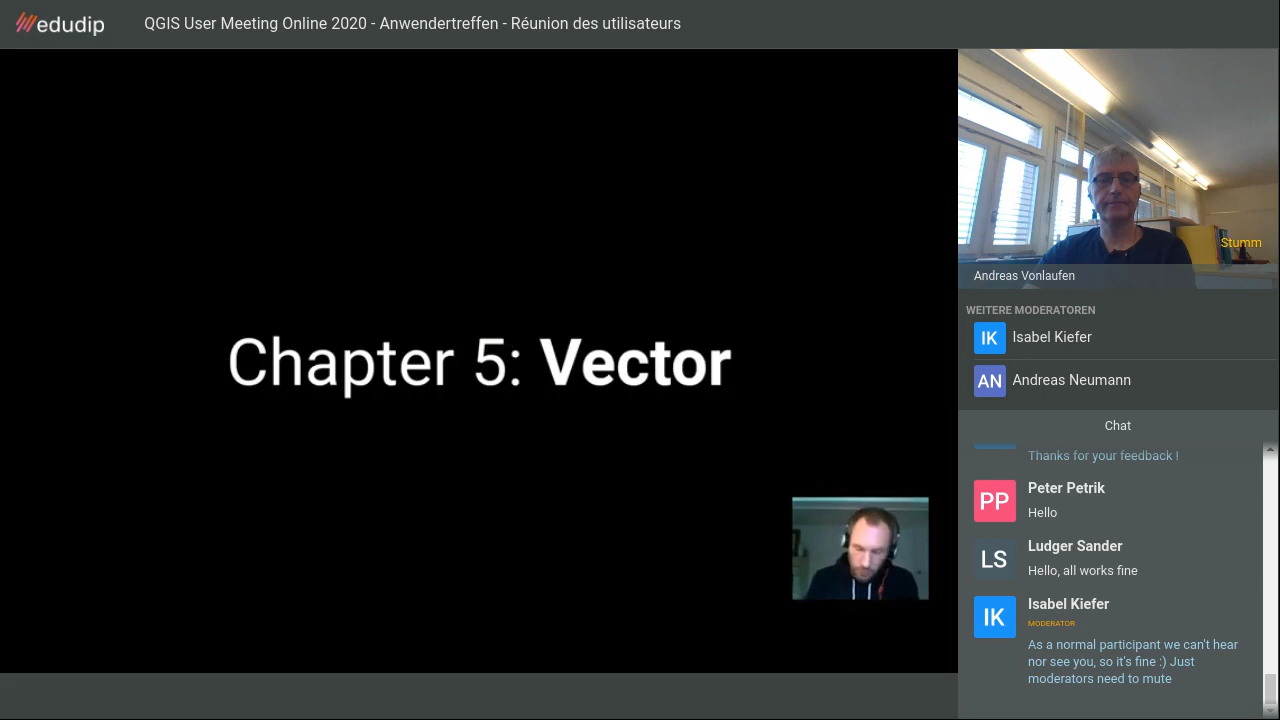 edudip
QGIS User Meeting Online 2020 - Anwendertreffen - Réunion des utilisateurs
Chapter 5: Vector
Stumm
Andreas Vonlaufen
WEITERE MODERATOREN
IK
Isabel Kiefer
AN
Andreas Neumann
Chat
Thanks for your feedback !
PP
Peter Petrik
Hello
LS
Ludger Sander
Hello, all works fine
IK
Isabel Kiefer
MODERATOR
As a normal participant we can't hear
nor see you, so it's fine :) Just
moderators need to mute